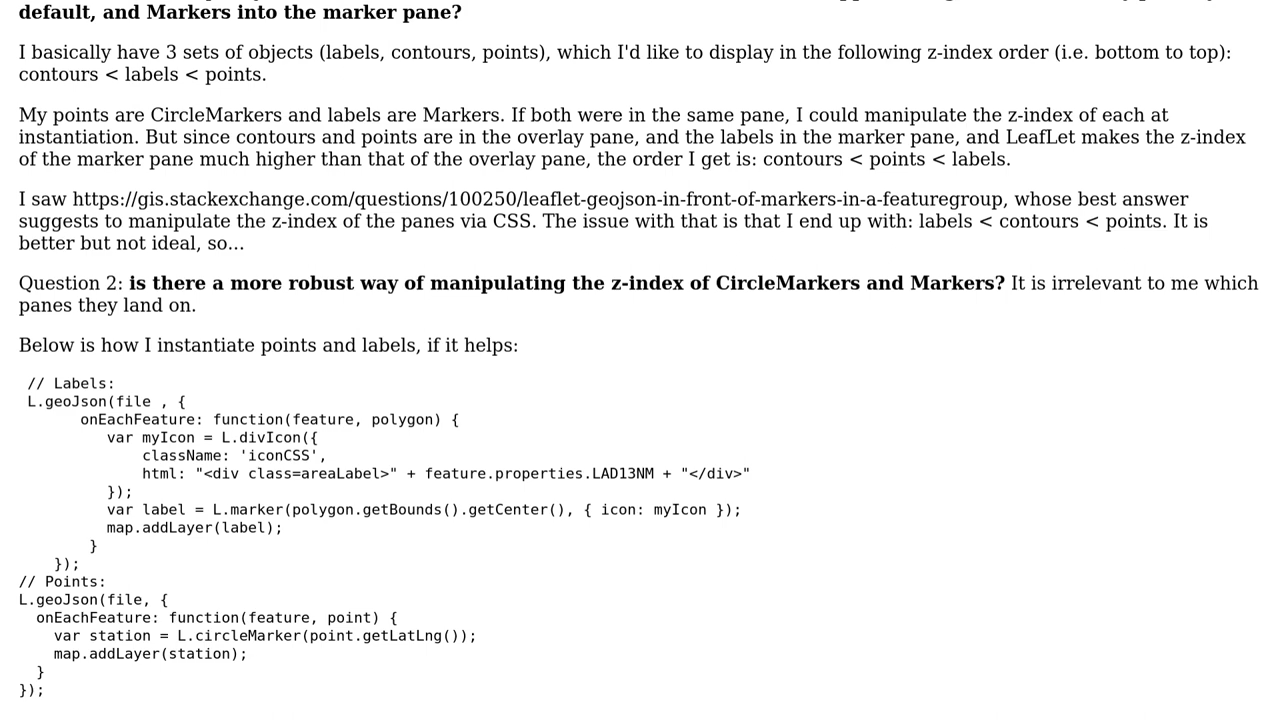 default, and Markers into the marker pane?
I basically have 3 sets of objects (labels, contours, points), which I'd like to display in the following z-index order (i.e. bottom to top):
contours < labels < points.
My points are CircleMarkers and labels are Markers. If both were in the same pane, I could manipulate the z-index of each at
instantiation. But since contours and points are in the overlay pane, and the labels in the marker pane, and LeafLet makes the z-index
of the marker pane much higher than that of the overlay pane, the order I get is: contours < points < labels.
I saw https://gis.stackexchange.com/questions/100250/leaflet-geojson-in-front-of-markers-in-a-featuregroup, whose best answer
suggests to manipulate the z-index of the panes via CSS. The issue with that is that I end up with: labels < contours < points. It is
better but not ideal, so...
Question 2: is there a more robust way of manipulating the z-index of CircleMarkers and Markers? It is irrelevant to me which
panes they land on.
Below is how I instantiate points and labels, if it helps:
// Labels:
L.geoJson(file , {
onEachFeature: function(feature, polygon) {
var myIcon = L.divIcon({
className: 'iconCSS',
html: "<div class=areaLabel>" + feature.properties.LAD13NM + "</div>"
});
var label = L.marker(polygon.getBounds().getCenter(), { icon: myIcon });
map.addLayer(label);
}
});
// Points:
L.geoJson(file, {
onEachFeature: function(feature, point) {
var station = L.circleMarker(point.getLatLng());
map.addLayer(station);
}
});